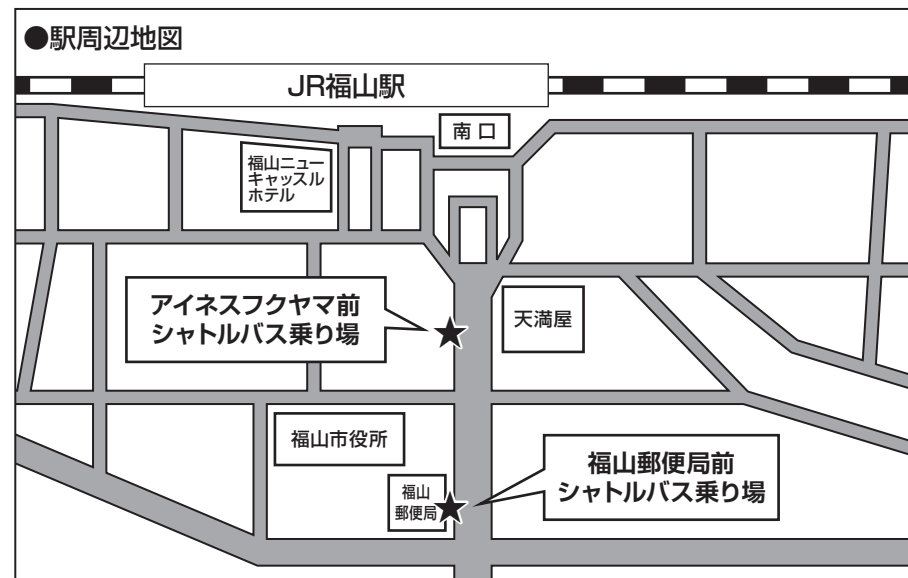 ●駅周辺地図
JR福山駅
南口
福山ニュー
キャッスル
ホテル
アイネスフクヤマ前
シャトルバス乗り場
天満屋
福山市役所
福山
郵便局
福山郵便局前
シャトルバス乗り場